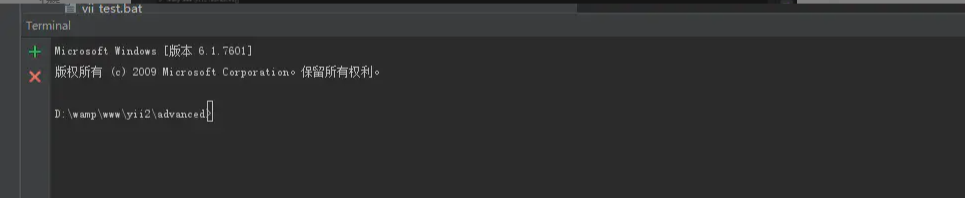 yii test.bat
Terminal
Microsoft Windows [版本 6.1.7601]
版权所有 (c) 2009 Microsoft Corporation。保留所有权利。
D:\wamp\www\yii2\advanced>